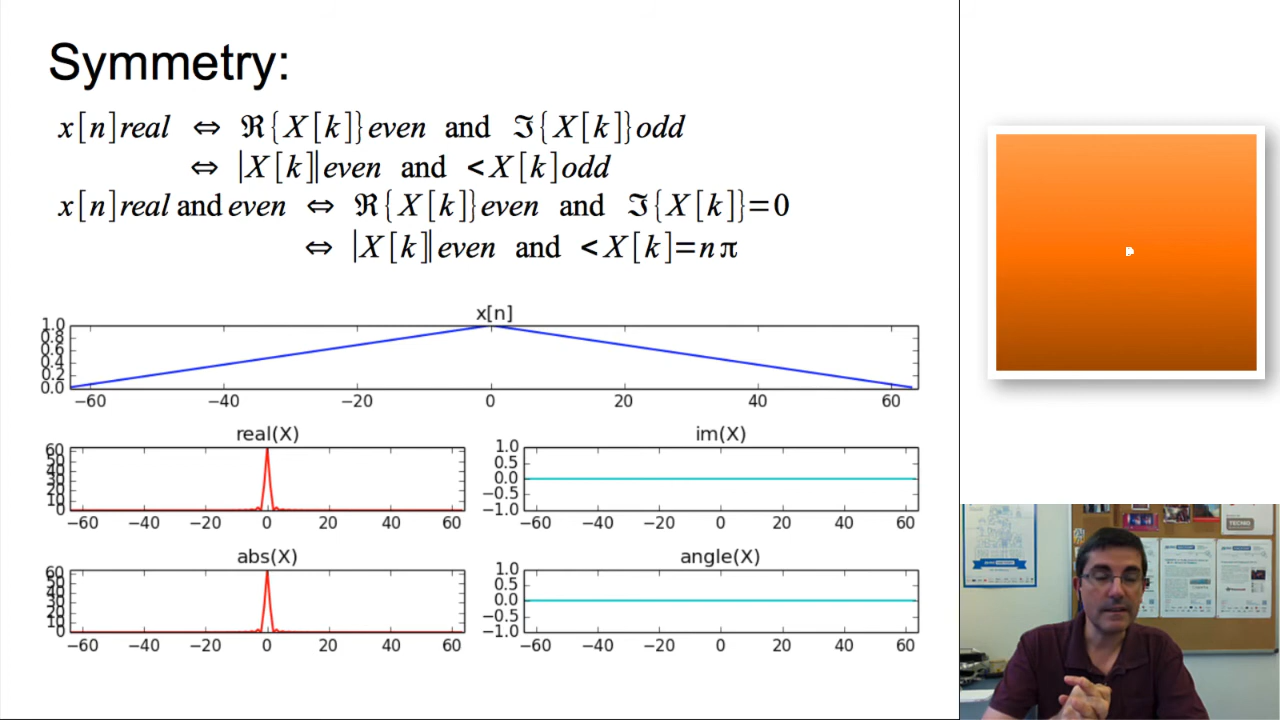 Symmetry:
x[n]real ⇔ ℜ{X[k]}even and ℑ{X[k]}odd
⇔ |X[k]|even and <X[k]odd
x[n]real and even ⇔ ℜ{X[k]}even and ℑ{X[k]}=0
⇔ |X[k]|even and <X[k]=nπ
x[n]
1.0
0.8
0.6
0.4
0.2
0.0
−60 −40 −20 0 20 40 60
real(X)
60
50
40
30
20
10
0
−60 −40 −20 0 20 40 60
im(X)
1.0
0.5
0.0
−0.5
−1.0
−60 −40 −20 0 20 40 60
abs(X)
60
50
40
30
20
10
0
−60 −40 −20 0 20 40 60
angle(X)
1.0
0.5
0.0
−0.5
−1.0
−60 −40 −20 0 20 40 60
TECNIO